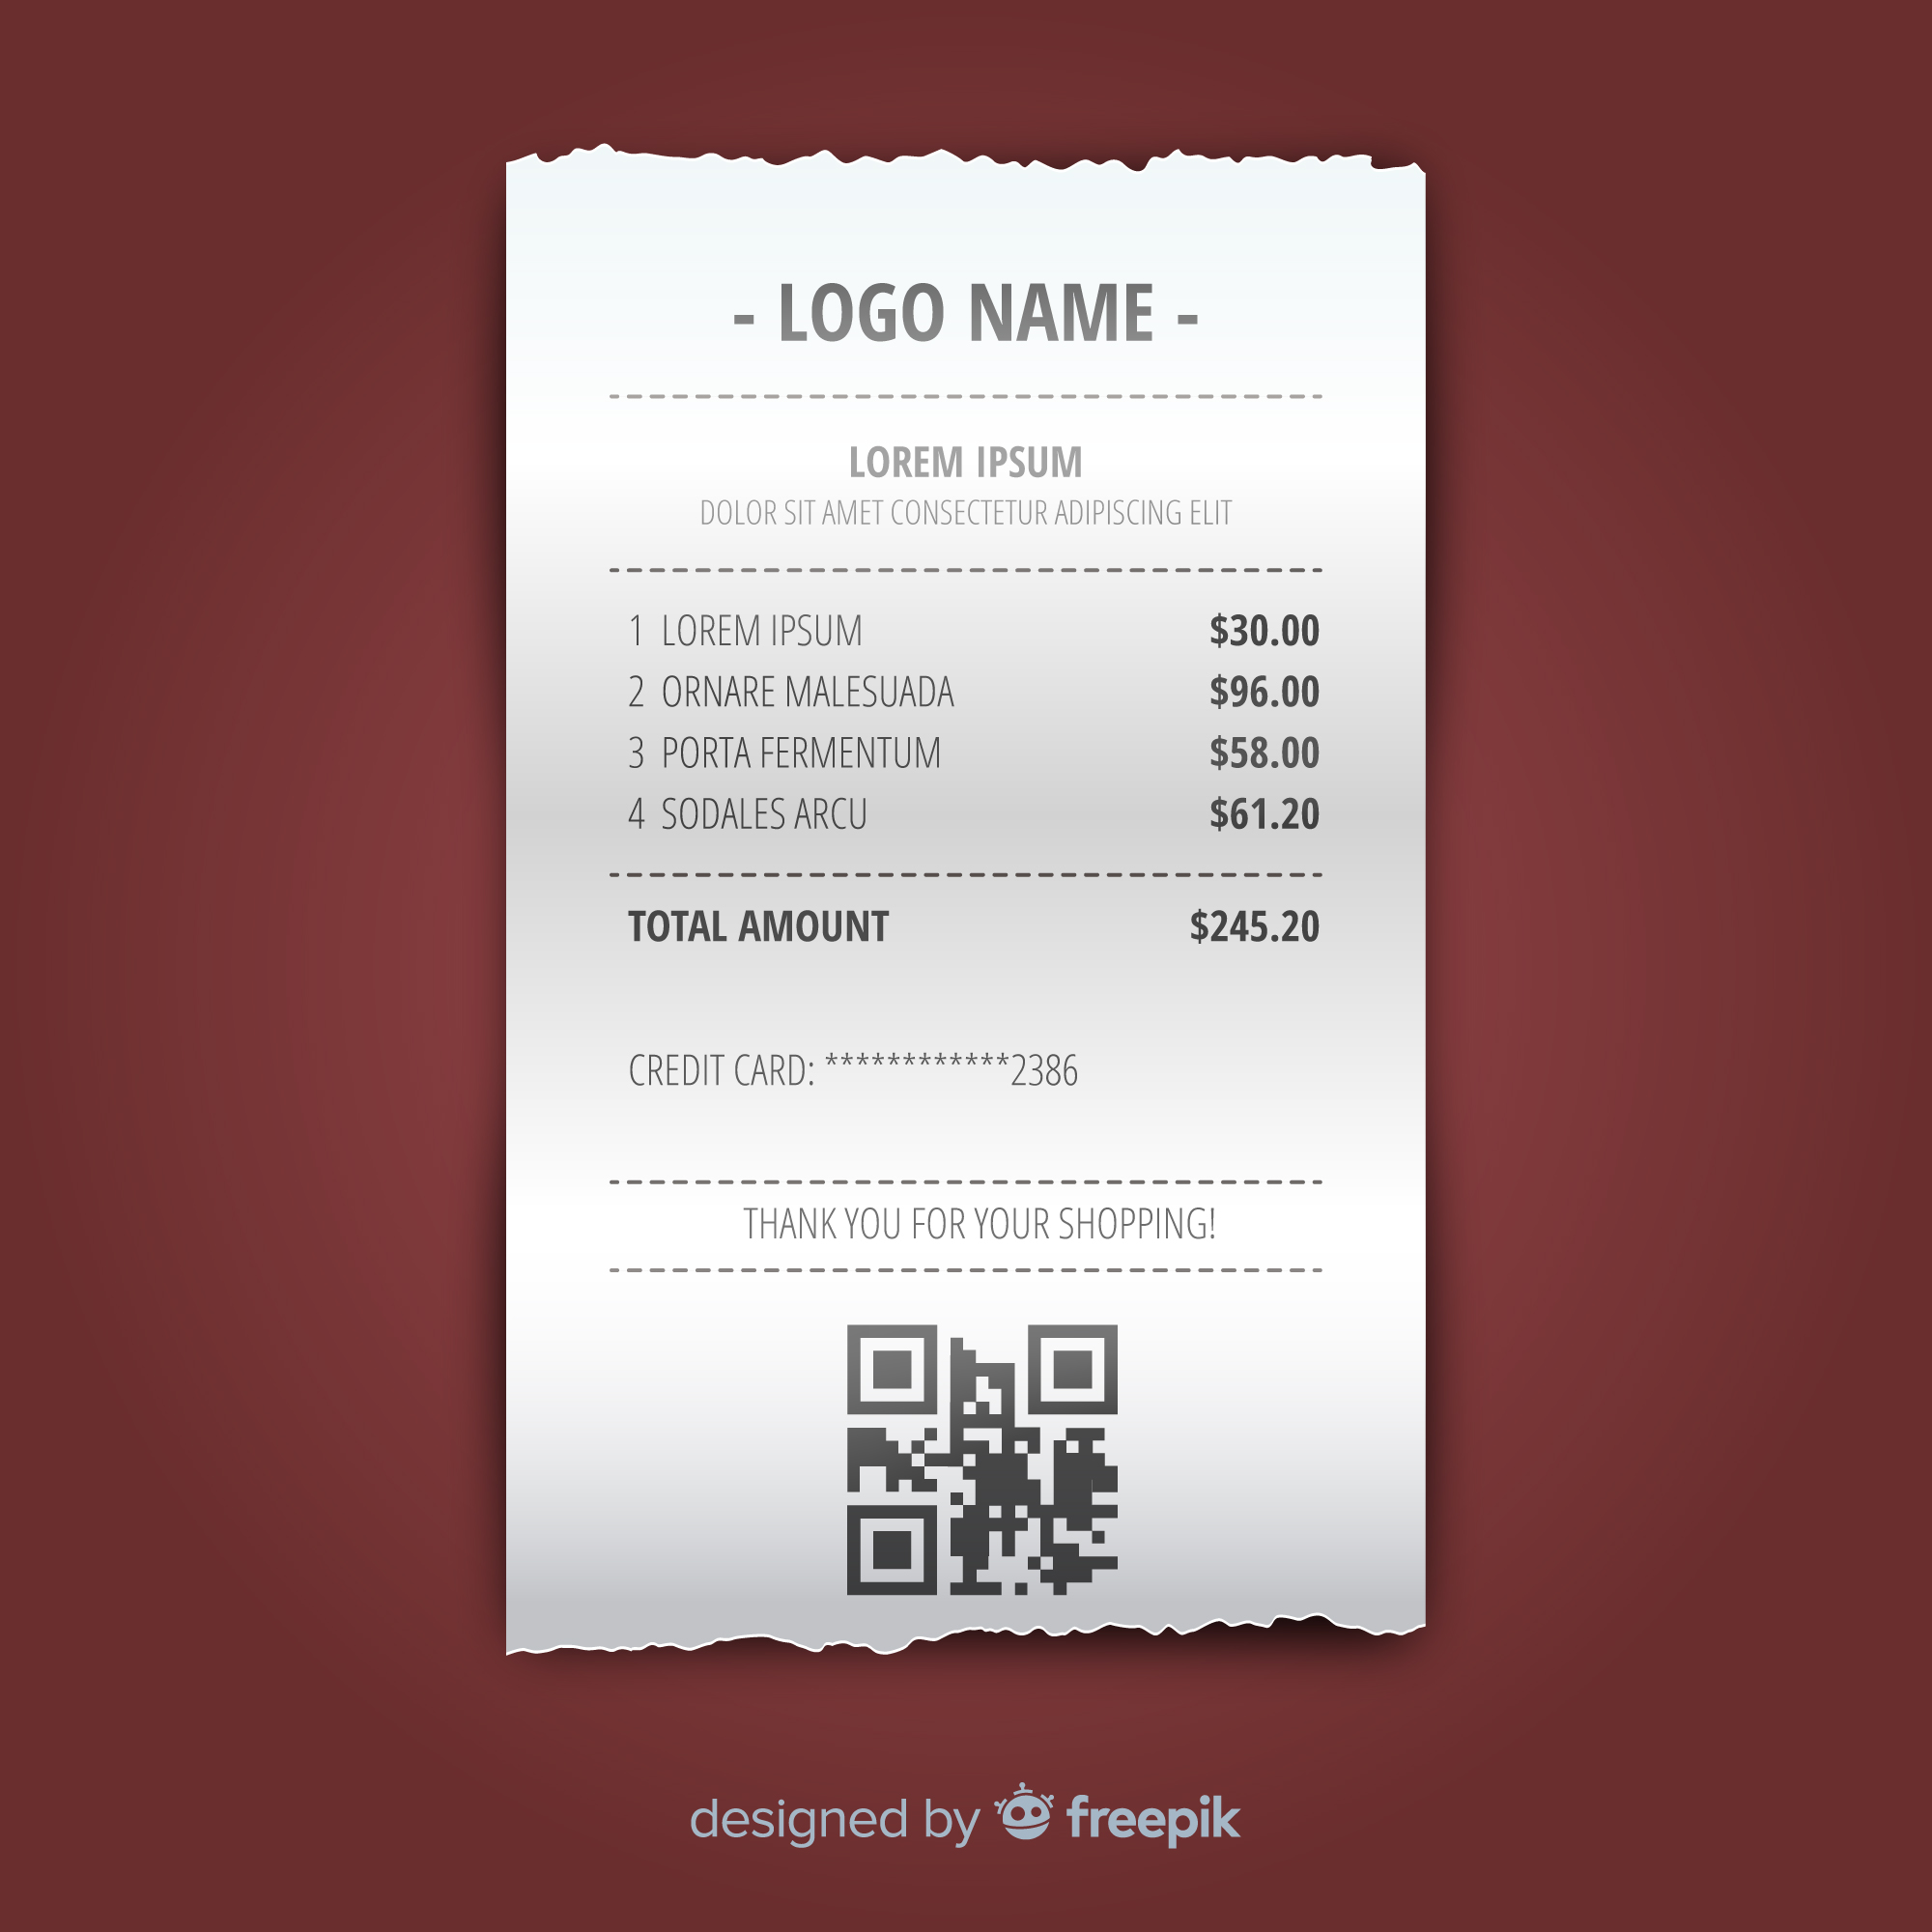 - LOGO NAME -
LOREM IPSUM
DOLOR SIT AMET CONSECTETUR ADIPISCING ELIT
1 LOREM IPSUM $30.00
2 ORNARE MALESUADA $96.00
3 PORTA FERMENTUM $58.00
4 SODALES ARCU $61.20
TOTAL AMOUNT $245.20
CREDIT CARD: ************2386
THANK YOU FOR YOUR SHOPPING!
designed by freepik